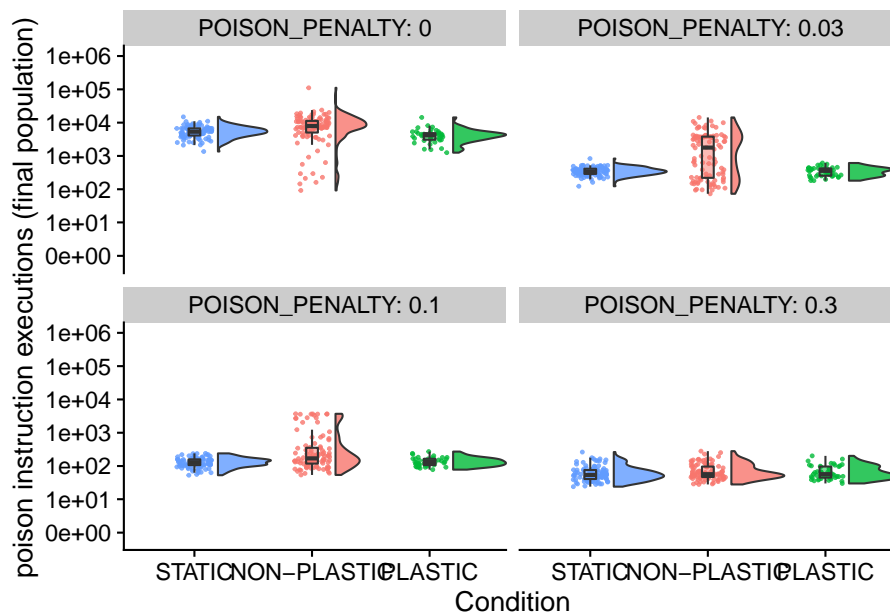 poison instruction executions (final population)
POISON_PENALTY: 0
POISON_PENALTY: 0.03
1e+06
1e+05
1e+04
1e+03
1e+02
1e+01
0e+00
POISON_PENALTY: 0.1
POISON_PENALTY: 0.3
1e+06
1e+05
1e+04
1e+03
1e+02
1e+01
0e+00
STATIC NON−PLASTIC PLASTIC
STATIC NON−PLASTIC PLASTIC
Condition